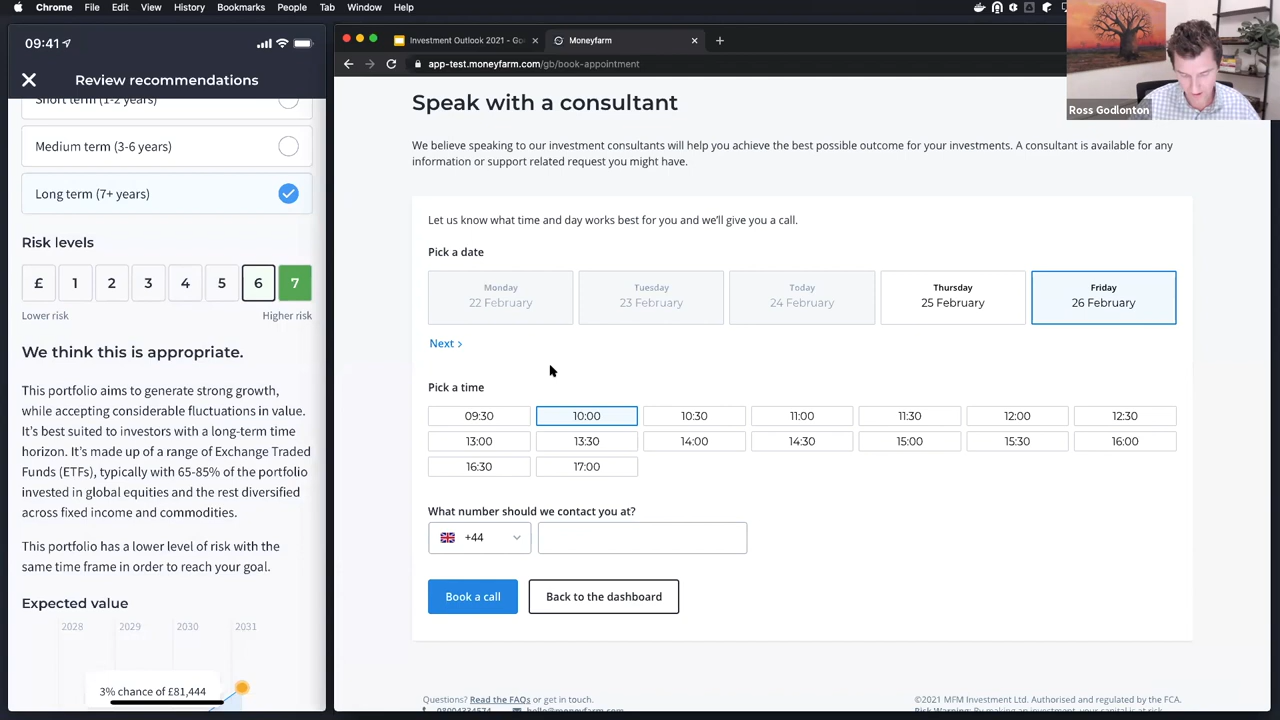 Chrome File Edit View History Bookmarks People Tab Window Help
09:41
Review recommendations
Short term (1-2 years)
Medium term (3-6 years)
Long term (7+ years)
Risk levels
£ 1 2 3 4 5 6 7
Lower risk Higher risk
We think this is appropriate.
This portfolio aims to generate strong growth,
while accepting considerable fluctuations in value.
It's best suited to investors with a long-term time
horizon. It's made up of a range of Exchange Traded
Funds (ETFs), typically with 65-85% of the portfolio
invested in global equities and the rest diversified
across fixed income and commodities.
This portfolio has a lower level of risk with the
same time frame in order to reach your goal.
Expected value
2028 2029 2030 2031
3% chance of £81,444
Investment Outlook 2021 - Go
Moneyfarm
app-test.moneyfarm.com/gb/book-appointment
Ross Godlonton
Speak with a consultant
We believe speaking to our investment consultants will help you achieve the best possible outcome for your investments. A consultant is available for any
information or support related request you might have.
Let us know what time and day works best for you and we'll give you a call.
Pick a date
Monday Tuesday Today Thursday Friday
22 February 23 February 24 February 25 February 26 February
Next >
Pick a time
09:30 10:00 10:30 11:00 11:30 12:00 12:30
13:00 13:30 14:00 14:30 15:00 15:30 16:00
16:30 17:00
What number should we contact you at?
+44
Book a call Back to the dashboard
Questions? Read the FAQs or get in touch. ©2021 MFM Investment Ltd. Authorised and regulated by the FCA.
hello@moneyfarm.com Risk Warning: By making an investment, your capital is at risk.